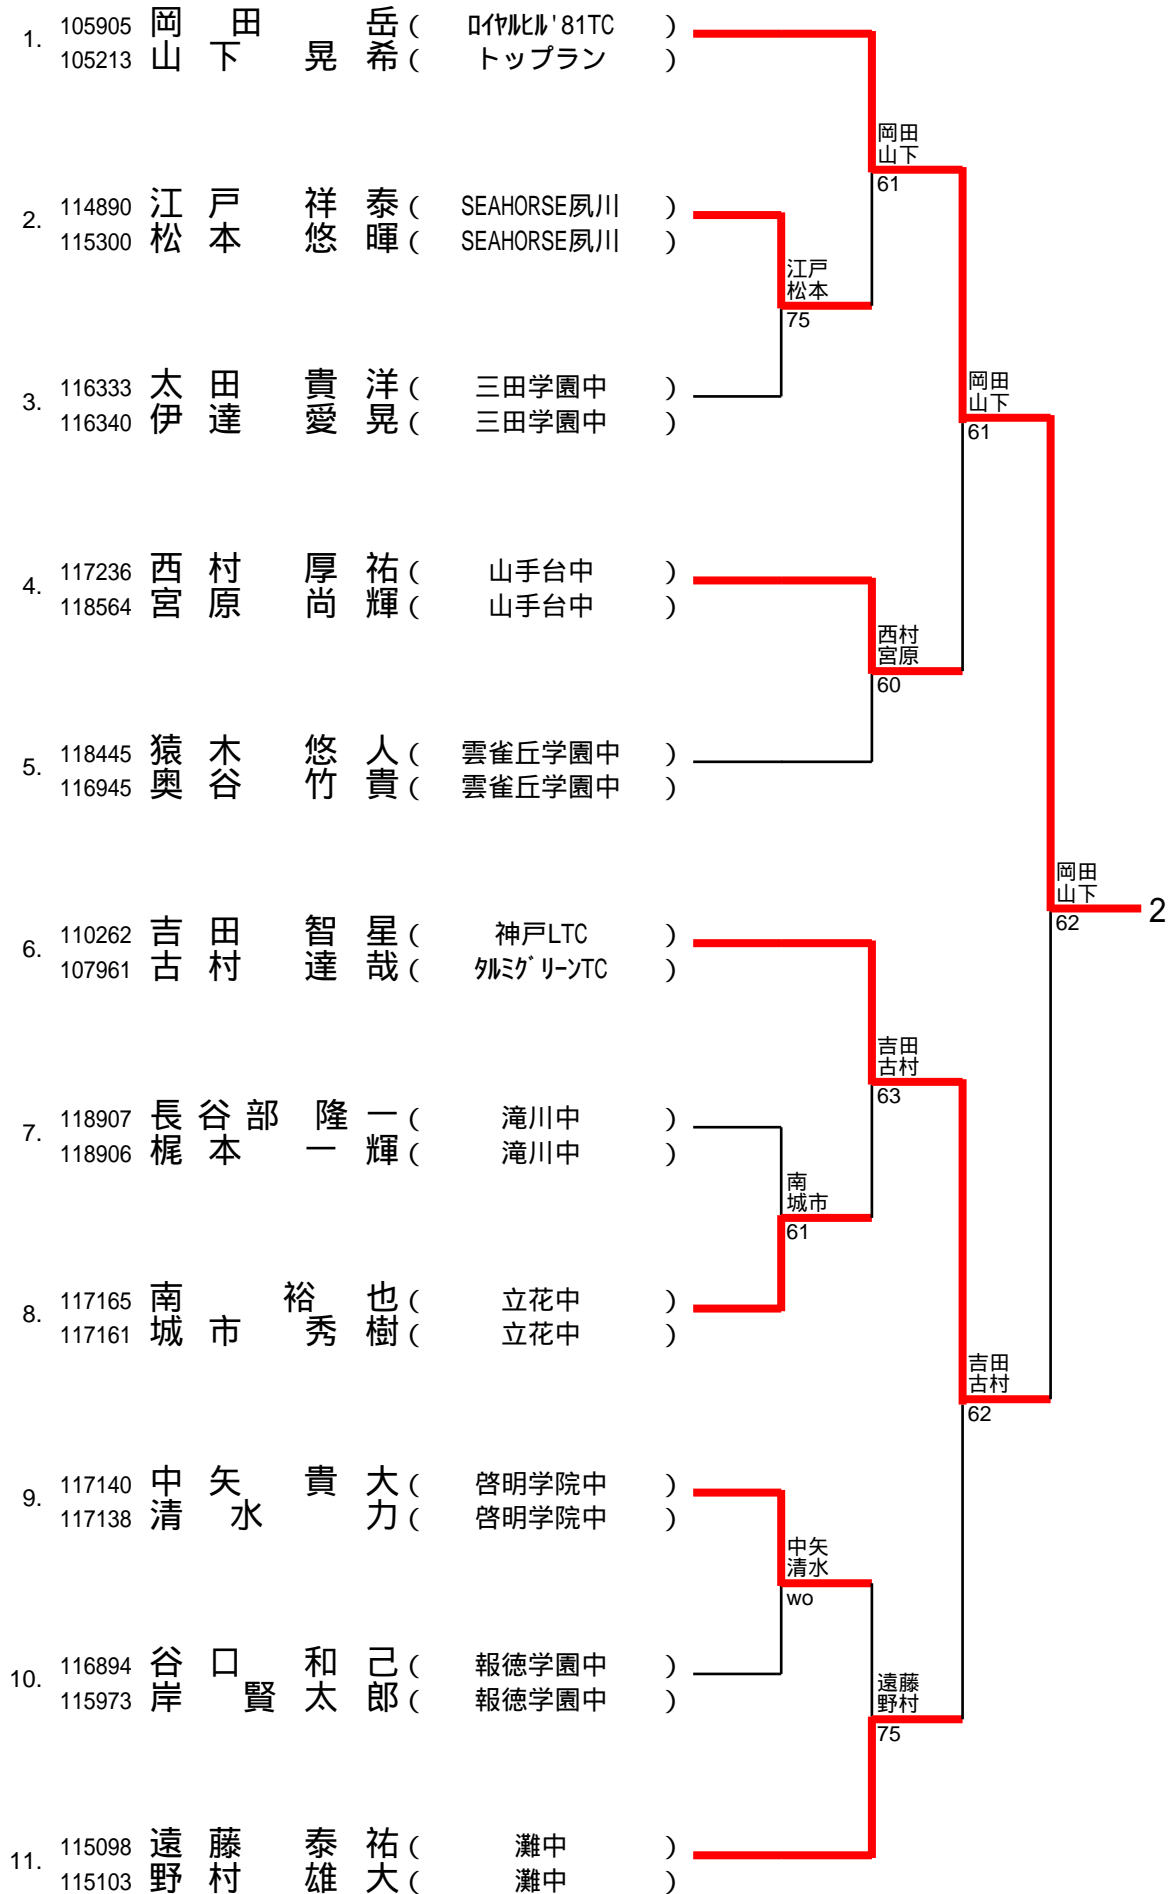 1. 105905 岡田 岳 ( ﾛｲﾔﾙﾋﾙ'81TC )
105213 山下 晃希 ( トップラン )
岡田
山下
61
2. 114890 江戸 祥泰 ( SEAHORSE夙川 )
115300 松本 悠暉 ( SEAHORSE夙川 )
江戸
松本
75
3. 116333 太田 貴洋 ( 三田学園中 )
116340 伊達 愛晃 ( 三田学園中 )
岡田
山下
61
4. 117236 西村 厚祐 ( 山手台中 )
118564 宮原 尚輝 ( 山手台中 )
西村
宮原
60
5. 118445 猿木 悠人 ( 雲雀丘学園中 )
116945 奥谷 竹貴 ( 雲雀丘学園中 )
岡田
山下
62
2
6. 110262 吉田 智星 ( 神戸LTC )
107961 古村 達哉 ( ﾀﾙﾐｸﾞﾘｰﾝTC )
吉田
古村
63
7. 118907 長谷部 隆一 ( 滝川中 )
118906 梶本 一輝 ( 滝川中 )
南
城市
61
8. 117165 南 裕也 ( 立花中 )
117161 城市 秀樹 ( 立花中 )
吉田
古村
62
9. 117140 中矢 貴大 ( 啓明学院中 )
117138 清水 力 ( 啓明学院中 )
中矢
清水
wo
10. 116894 谷口 和己 ( 報徳学園中 )
115973 岸 賢太郎 ( 報徳学園中 )
遠藤
野村
75
11. 115098 遠藤 泰祐 ( 灘中 )
115103 野村 雄大 ( 灘中 )